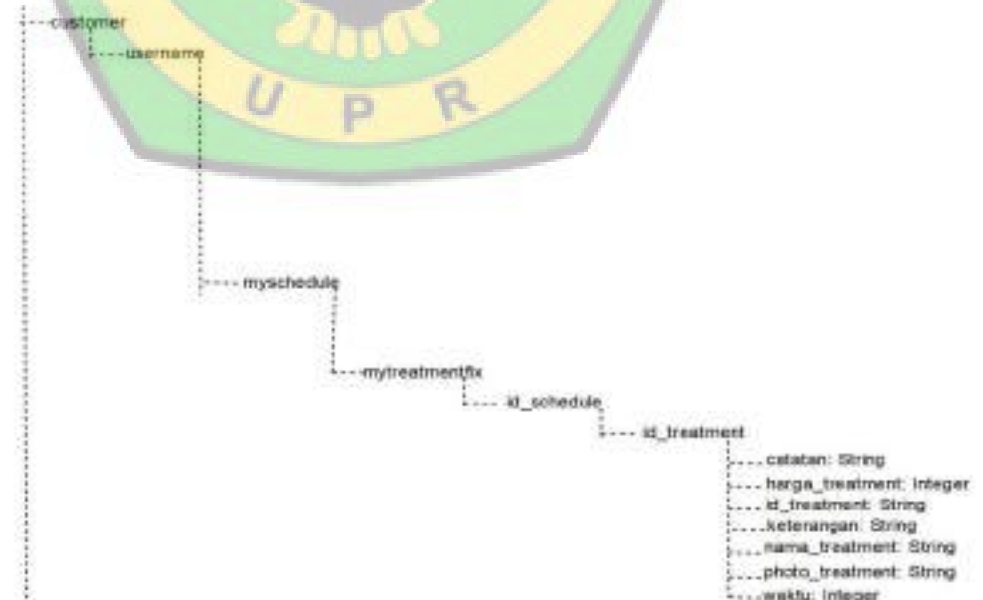 customer
username
U P R
myschedule
mytreatmentfix
id_schedule
id_treatment
catatan: String
harga_treatment: Integer
id_treatment: String
keterangan: String
nama_treatment: String
photo_treatment: String
waktu: Integer